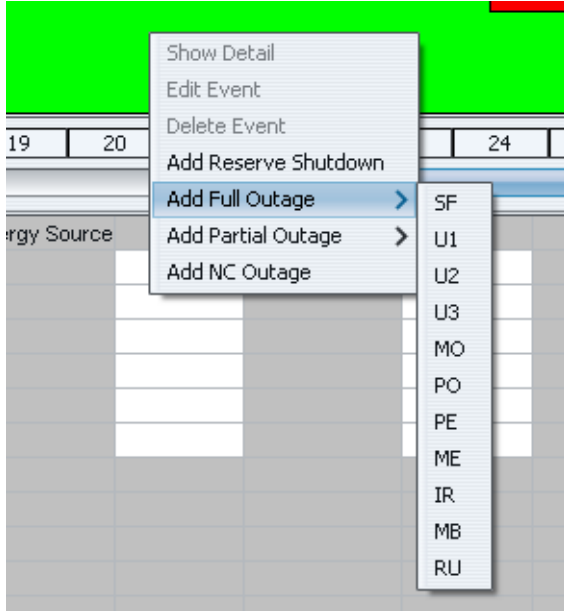 Show Detail
Edit Event
Delete Event
19 20 24
Add Reserve Shutdown
Add Full Outage
SF
rgy Source
Add Partial Outage
U1
Add NC Outage
U2
U3
MO
PO
PE
ME
IR
MB
RU